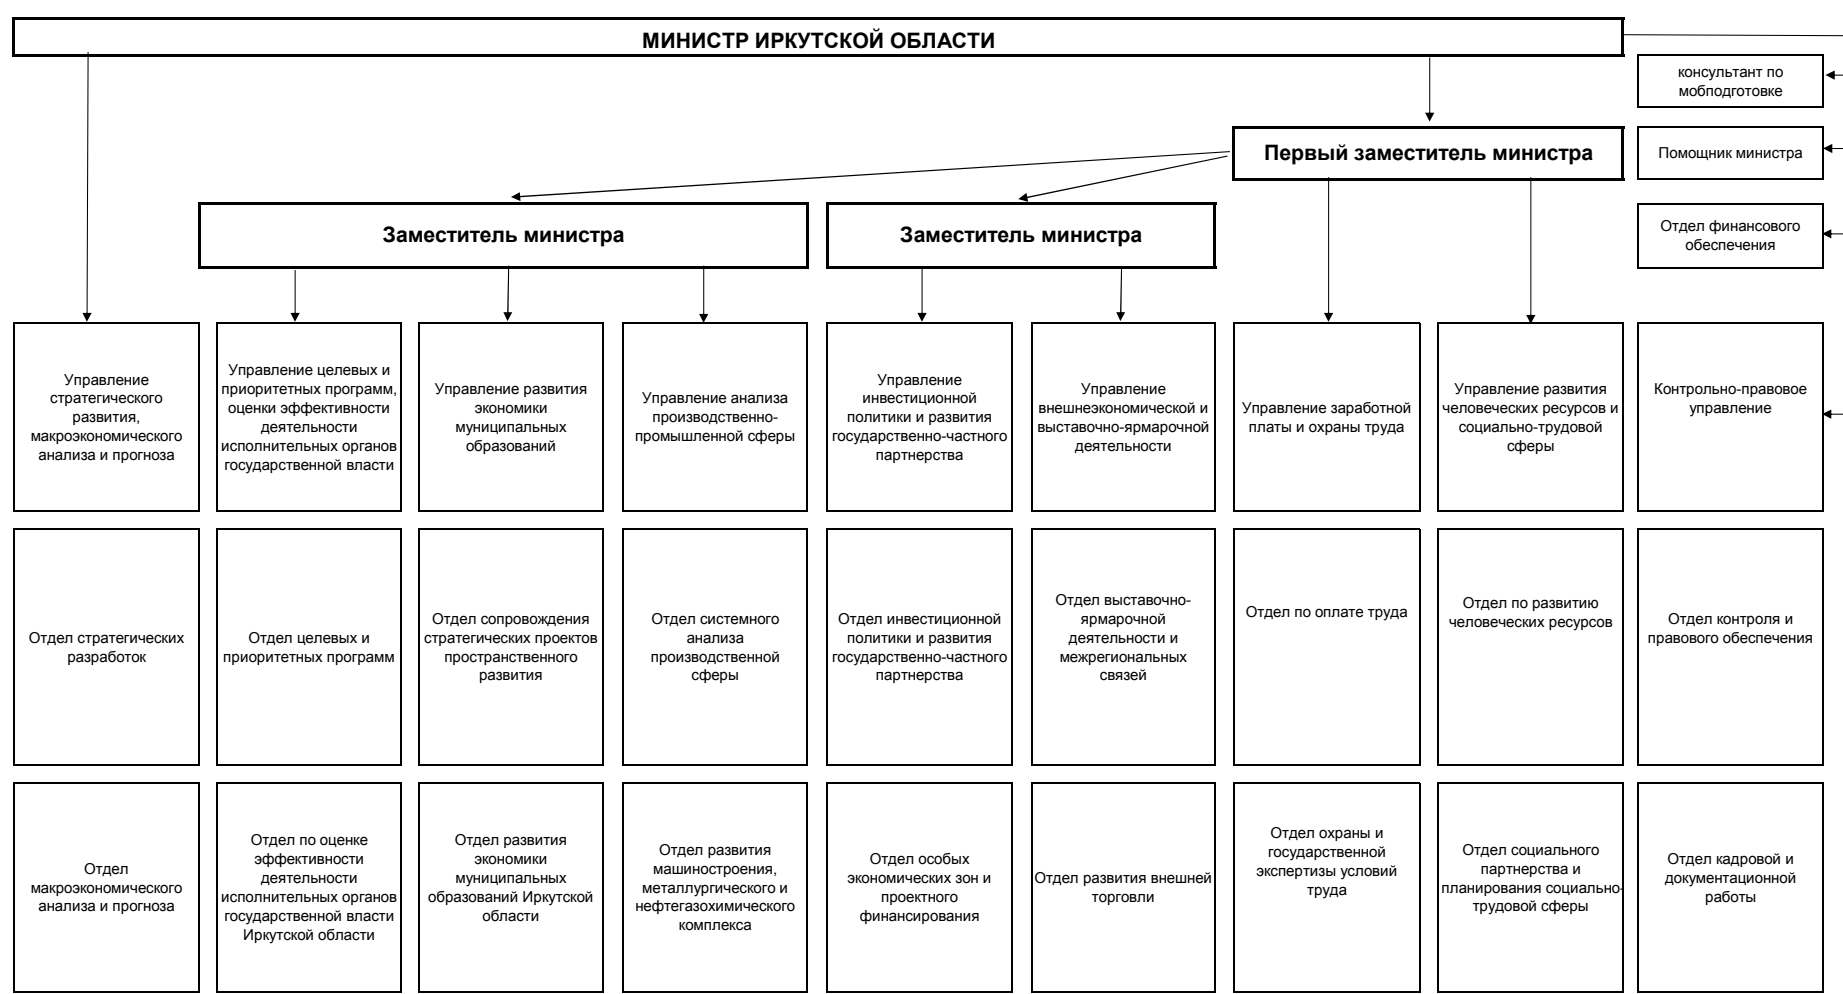 МИНИСТР ИРКУТСКОЙ ОБЛАСТИ
консультант по
мобподготовке
Первый заместитель министра
Помощник министра
Заместитель министра
Заместитель министра
Отдел финансового
обеспечения
Управление
стратегического
развития,
макроэкономического
анализа и прогноза
Управление целевых и
приоритетных программ,
оценки эффективности
деятельности
исполнительных органов
государственной власти
Управление развития
экономики
муниципальных
образований
Управление анализа
производственно-
промышленной сферы
Управление
инвестиционной
политики и развития
государственно-частного
партнерства
Управление
внешнеэкономической и
выставочно-ярмарочной
деятельности
Управление заработной
платы и охраны труда
Управление развития
человеческих ресурсов и
социально-трудовой
сферы
Контрольно-правовое
управление
Отдел стратегических
разработок
Отдел целевых и
приоритетных программ
Отдел сопровождения
стратегических проектов
пространственного
развития
Отдел системного
анализа
производственной
сферы
Отдел инвестиционной
политики и развития
государственно-частного
партнерства
Отдел выставочно-
ярмарочной
деятельности и
межрегиональных
связей
Отдел по оплате труда
Отдел по развитию
человеческих ресурсов
Отдел контроля и
правового обеспечения
Отдел
макроэкономического
анализа и прогноза
Отдел по оценке
эффективности
деятельности
исполнительных органов
государственной власти
Иркутской области
Отдел развития
экономики
муниципальных
образований Иркутской
области
Отдел развития
машиностроения,
металлургического и
нефтегазохимического
комплекса
Отдел особых
экономических зон и
проектного
финансирования
Отдел развития внешней
торговли
Отдел охраны и
государственной
экспертизы условий
труда
Отдел социального
партнерства и
планирования социально-
трудовой сферы
Отдел кадровой и
документационной
работы